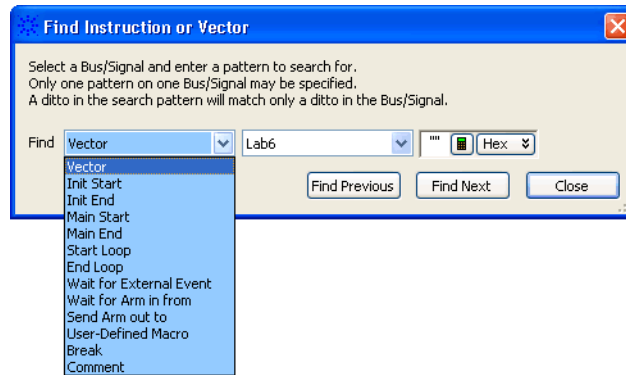 Find Instruction or Vector
Select a Bus/Signal and enter a pattern to search for.
Only one pattern on one Bus/Signal may be specified.
A ditto in the search pattern will match only a ditto in the Bus/Signal.
Find Vector Lab6 "" Hex
Vector
Init Start
Init End
Main Start
Main End
Start Loop
End Loop
Wait for External Event
Wait for Arm in from
Send Arm out to
User-Defined Macro
Break
Comment
Find Previous Find Next Close